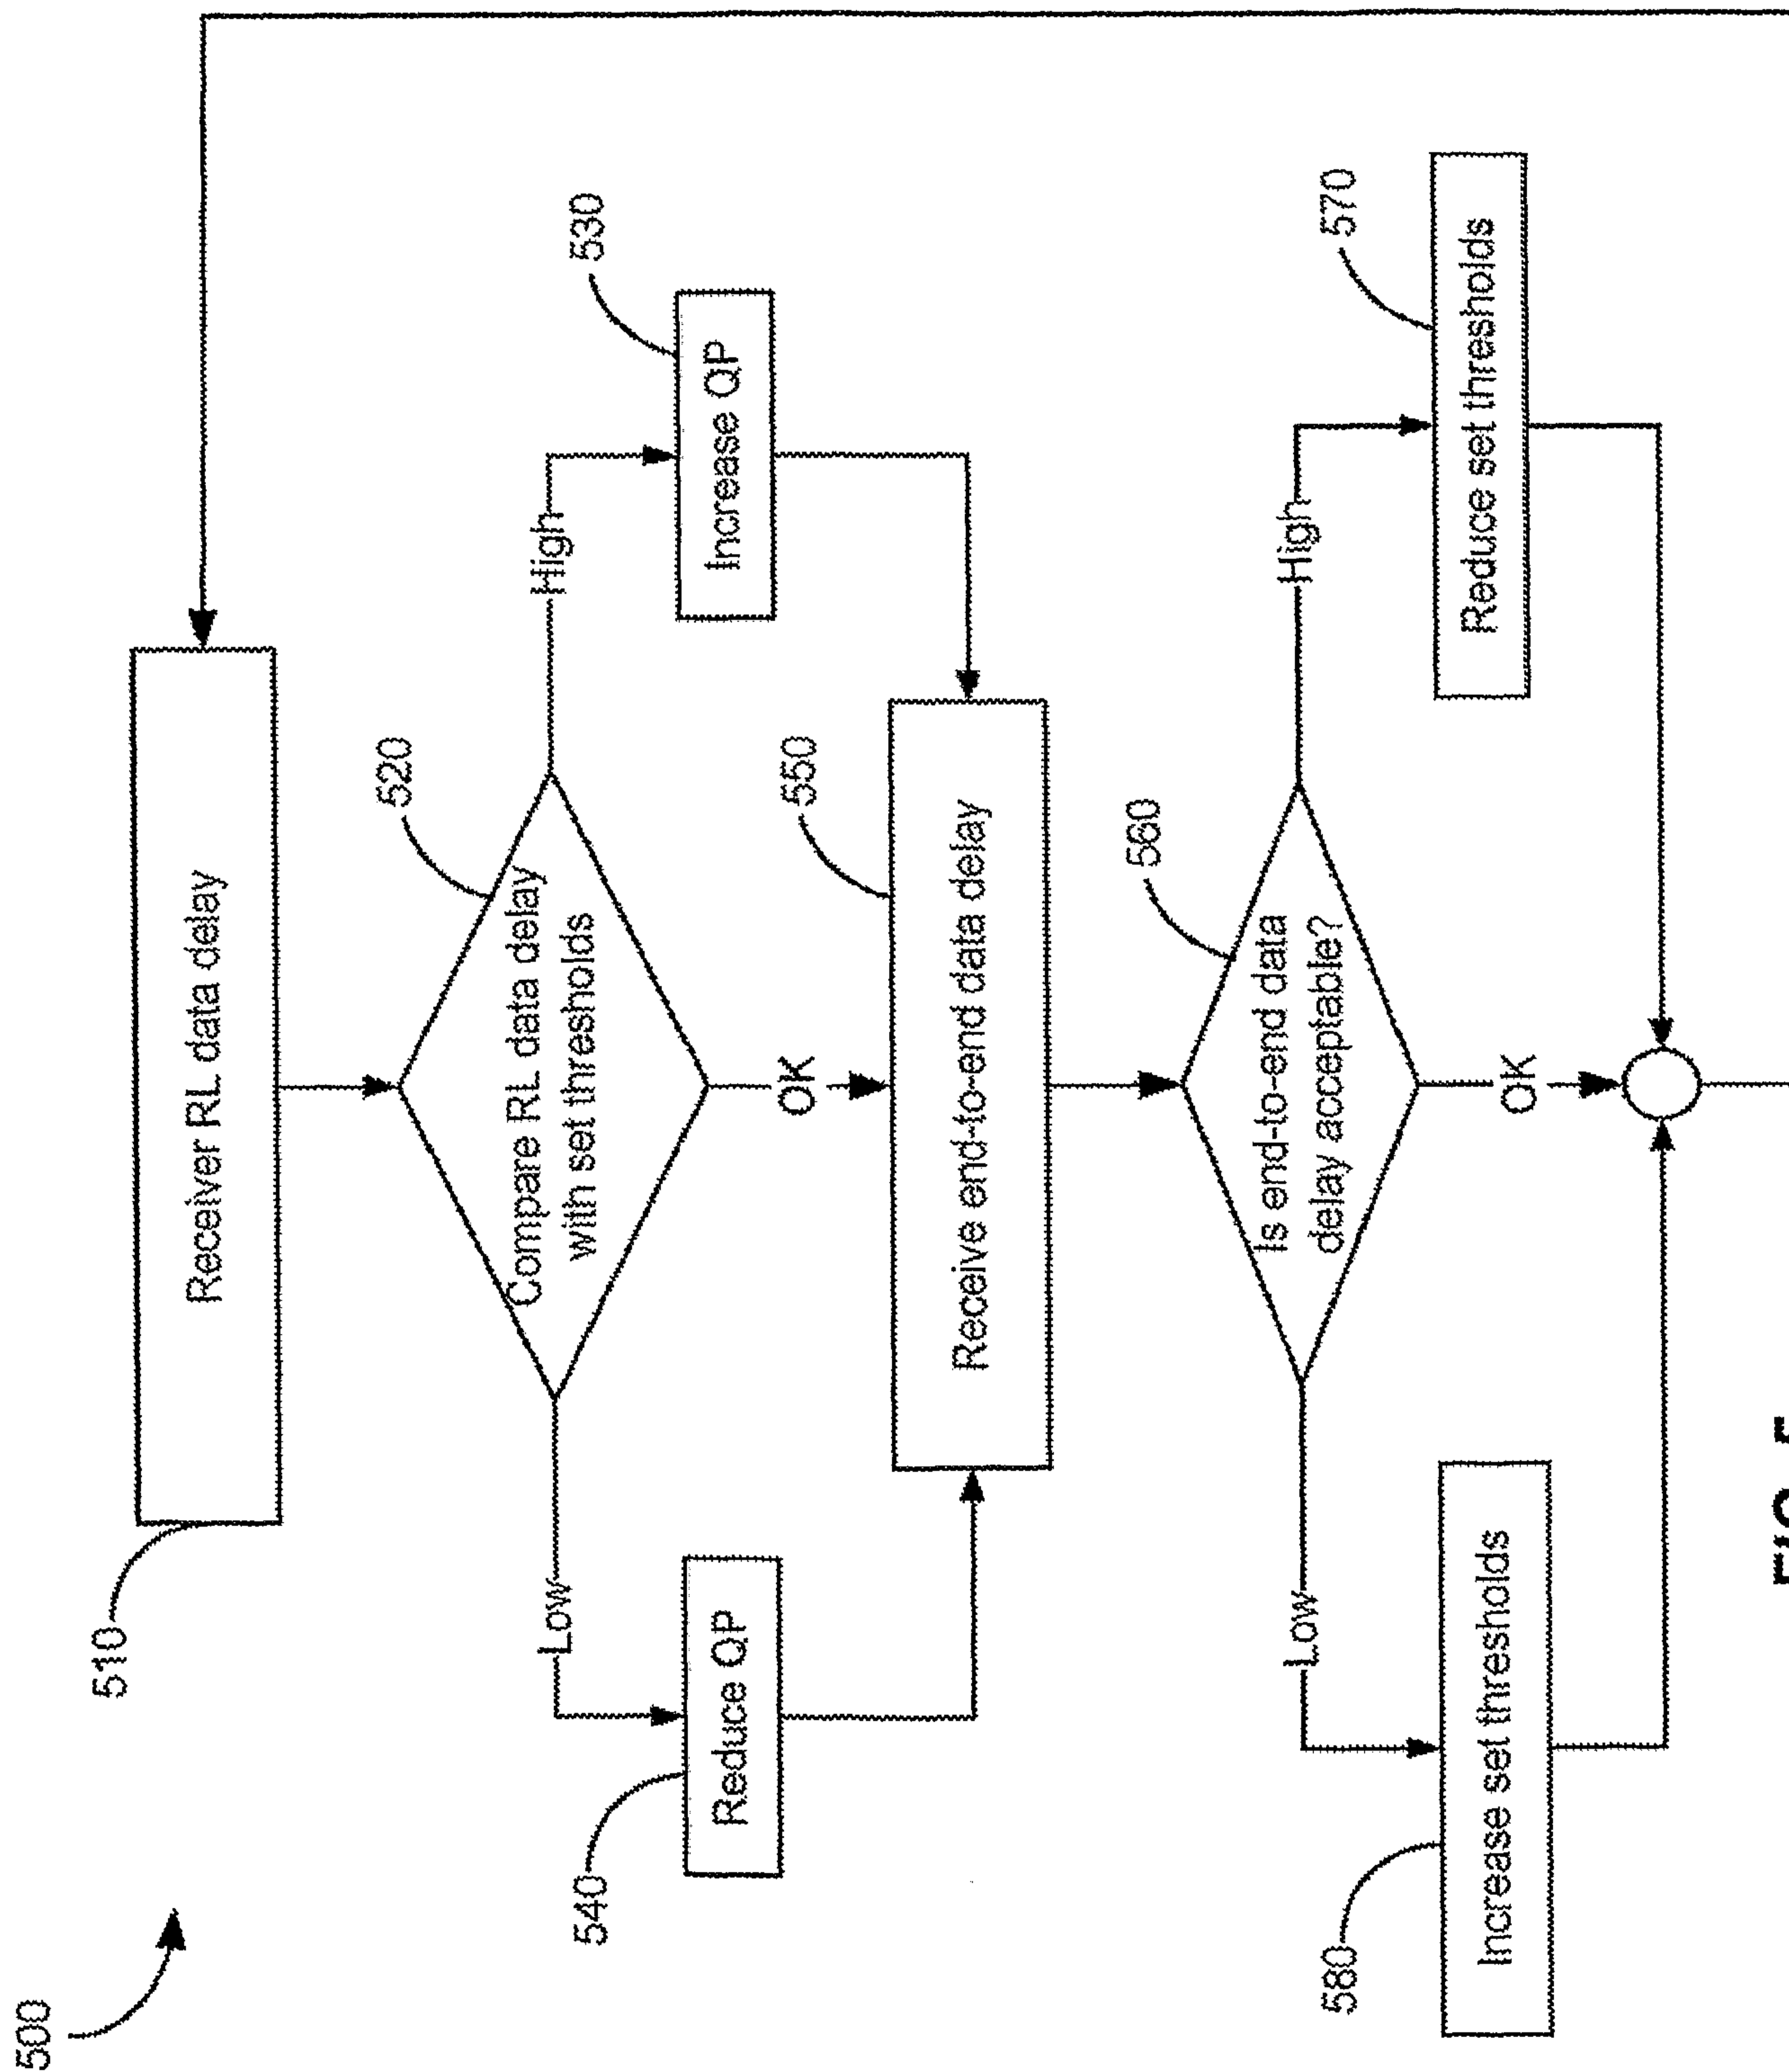 500
510
Receiver RL data delay
520
Compare RL data delay
with set thresholds
Low
High
540
Reduce QP
530
Increase QP
OK
550
Receive end-to-end data delay
560
Is end-to-end data
delay acceptable?
Low
High
580
Increase set thresholds
570
Reduce set thresholds
OK